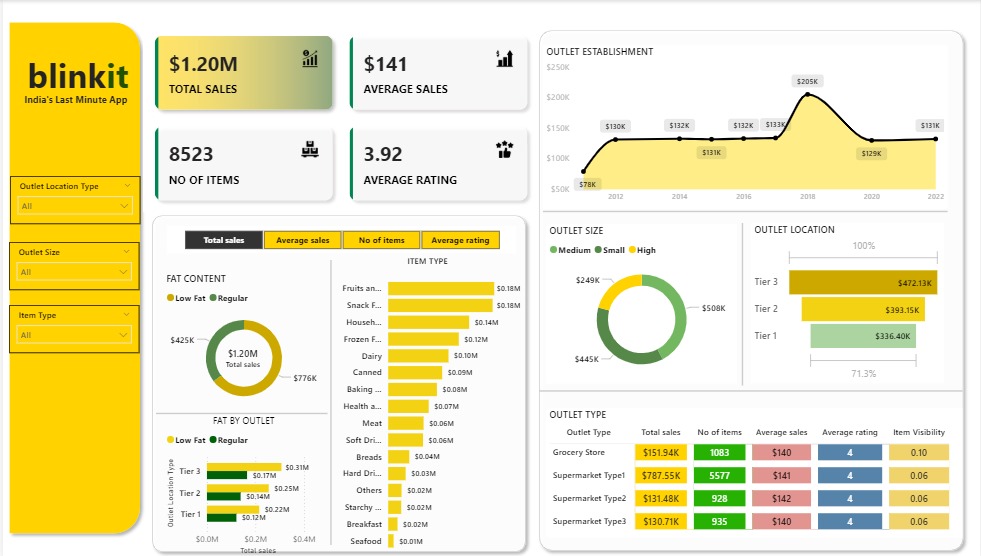 blinkit
India's Last Minute App
Outlet Location Type
All
Outlet Size
All
Item Type
All
$1.20M
TOTAL SALES
$141
AVERAGE SALES
8523
NO OF ITEMS
3.92
AVERAGE RATING
Total sales Average sales No of items Average rating
FAT CONTENT
Low Fat Regular
$425K
$1.20M
Total sales
$776K
FAT BY OUTLET
Low Fat Regular
Outlet Location Type
Tier 3 $0.31M
$0.17M
Tier 2 $0.25M
$0.14M
Tier 1 $0.22M
$0.12M
$0.0M $0.2M $0.4M
Total sales
ITEM TYPE
Fruits an... $0.18M
Snack F... $0.18M
Househ... $0.14M
Frozen F... $0.12M
Dairy $0.10M
Canned $0.09M
Baking ... $0.08M
Health a... $0.07M
Meat $0.06M
Soft Dri... $0.06M
Breads $0.04M
Hard Dri... $0.03M
Others $0.02M
Starchy ... $0.02M
Breakfast $0.02M
Seafood $0.01M
OUTLET ESTABLISHMENT
$250K
$200K
$150K
$100K
$50K
$78K
$130K
$132K
$131K
$132K
$133K
$205K
$129K
$131K
2012 2014 2016 2018 2020 2022
OUTLET SIZE
Medium Small High
$249K
$508K
$445K
OUTLET LOCATION
100%
Tier 3 $472.13K
Tier 2 $393.15K
Tier 1 $336.40K
71.3%
OUTLET TYPE
Outlet Type Total sales No of items Average sales Average rating Item Visibility
Grocery Store $151.94K 1083 $140 4 0.10
Supermarket Type1 $787.55K 5577 $141 4 0.06
Supermarket Type2 $131.48K 928 $142 4 0.06
Supermarket Type3 $130.71K 935 $140 4 0.06